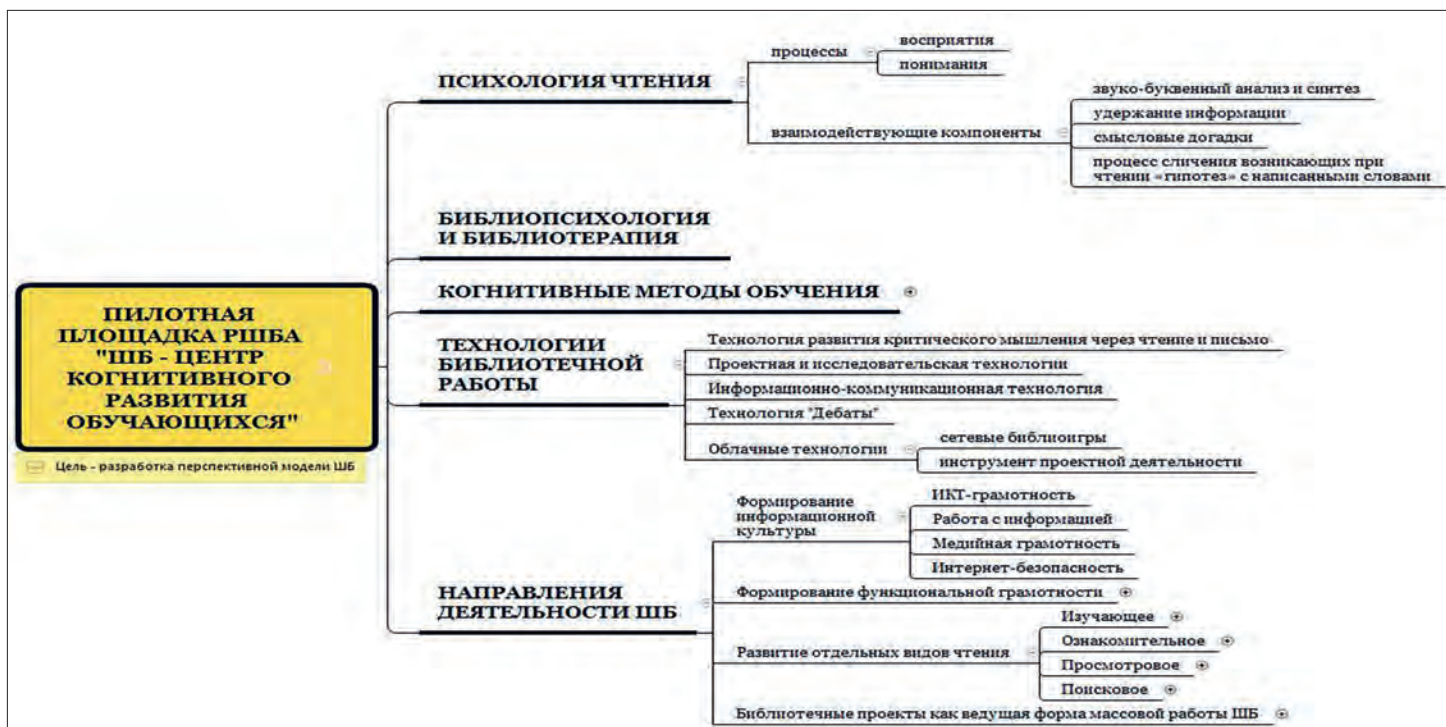 ПИЛОТНАЯ
ПЛОЩАДКА РШБА
"ШБ - ЦЕНТР
КОГНИТИВНОГО
РАЗВИТИЯ
ОБУЧАЮЩИХСЯ"
Цель - разработка перспективной модели ШБ
ПСИХОЛОГИЯ ЧТЕНИЯ
процессы
восприятия
понимания
взаимодействующие компоненты
звуко-буквенный анализ и синтез
удержание информации
смысловые догадки
процесс сличения возникающих при
чтении «гипотез» с написанными словами
БИБЛИОПСИХОЛОГИЯ
И БИБЛИОТЕРАПИЯ
КОГНИТИВНЫЕ МЕТОДЫ ОБУЧЕНИЯ
ТЕХНОЛОГИИ
БИБЛИОТЕЧНОЙ
РАБОТЫ
Технология развития критического мышления через чтение и письмо
Проектная и исследовательская технологии
Информационно-коммуникационная технология
Технология "Дебаты"
Облачные технологии
сетевые библиоигры
инструмент проектной деятельности
НАПРАВЛЕНИЯ
ДЕЯТЕЛЬНОСТИ ШБ
Формирование
информационной
культуры
ИКТ-грамотность
Работа с информацией
Медийная грамотность
Интернет-безопасность
Формирование функциональной грамотности
Развитие отдельных видов чтения
Изучающее
Ознакомительное
Просмотровое
Поисковое
Библиотечные проекты как ведущая форма массовой работы ШБ